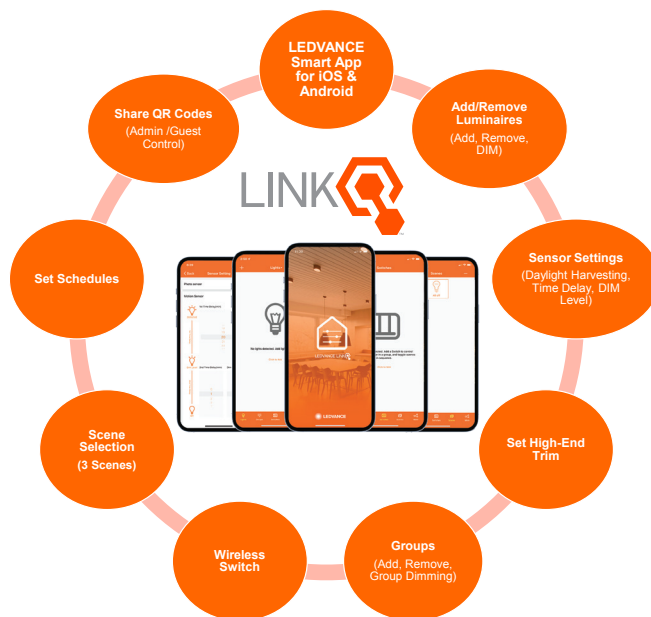 LEDVANCE
Smart App
for iOS &
Android
Add/Remove
Luminaires
(Add, Remove,
DIM)
Sensor Settings
(Daylight Harvesting,
Time Delay, DIM
Level)
Set High-End
Trim
Groups
(Add, Remove,
Group Dimming)
Wireless
Switch
Scene
Selection
(3 Scenes)
Set Schedules
Share QR Codes
(Admin /Guest
Control)
LINK
LEDVANCE LINK
LEDVANCE